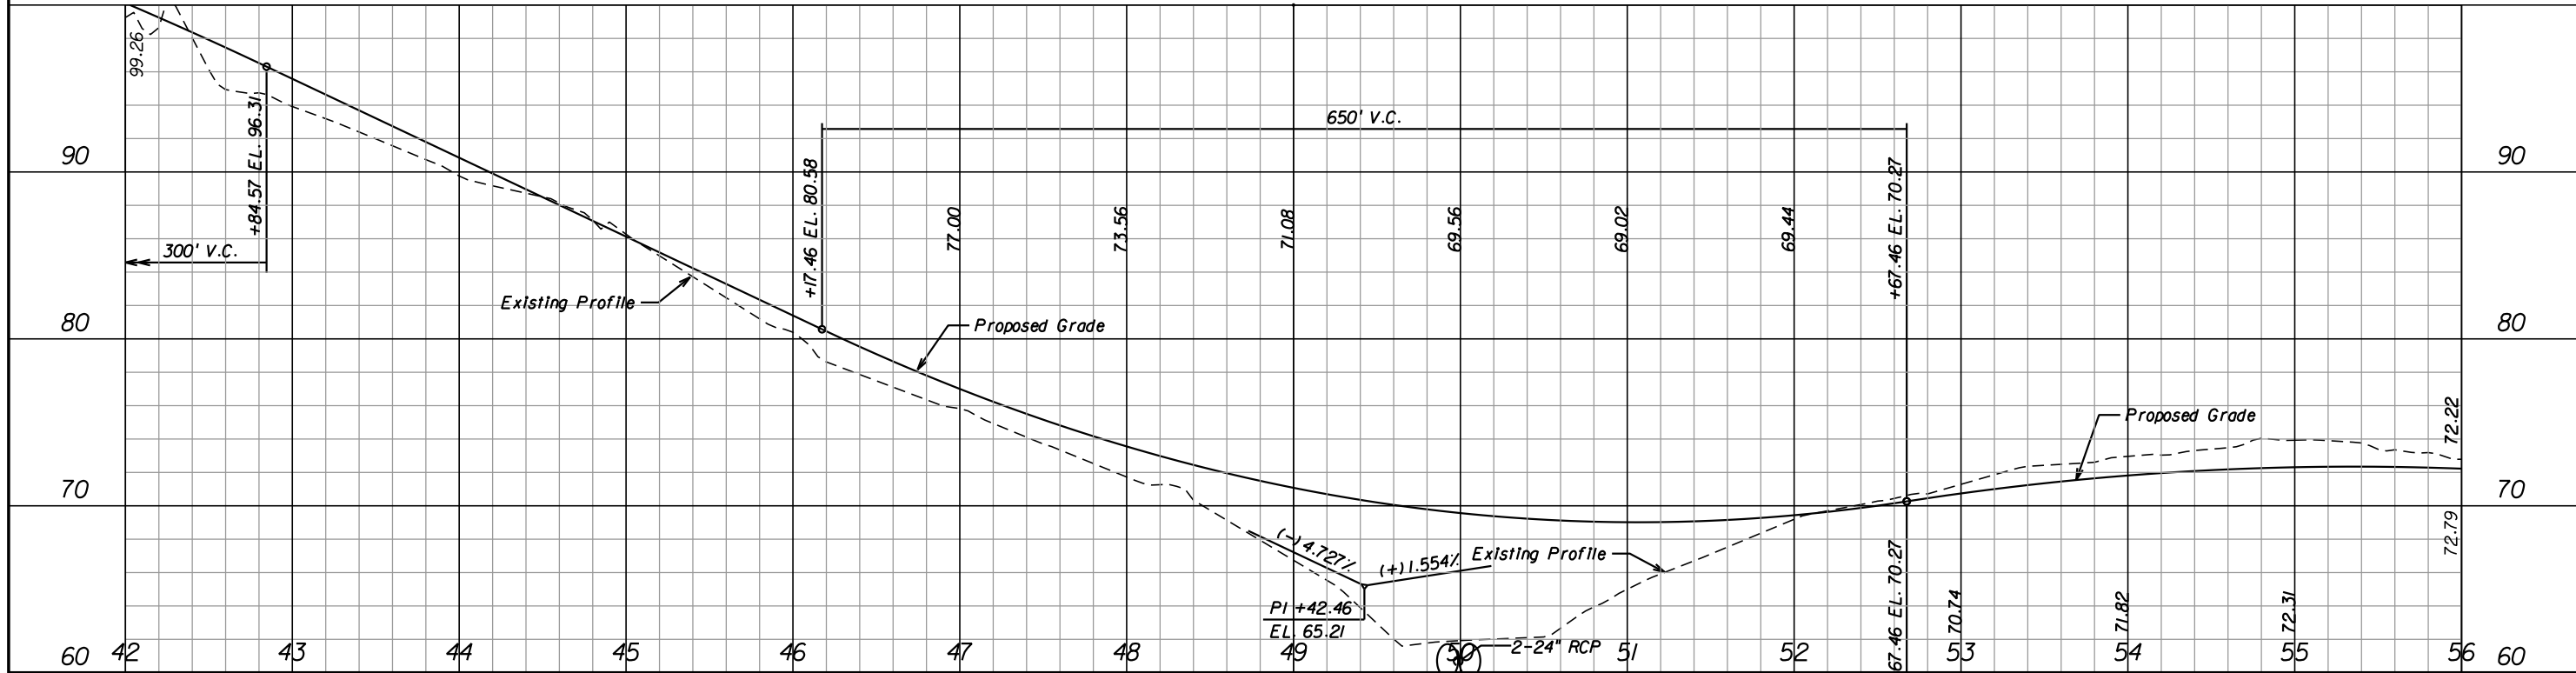 99.26
+84.57 EL. 96.31
300' V.C.
650' V.C.
+17.46 EL. 80.58
77.00
73.56
71.08
69.56
69.02
69.44
+67.46 EL. 70.27
90
90
80
80
70
70
60
60
Existing Profile
Proposed Grade
Proposed Grade
72.22
72.79
(-)4.727%
(+)1.554%
Existing Profile
PI +42.46
EL. 65.21
67.46 EL. 70.27
70.74
71.82
72.31
2-24" RCP
42 43 44 45 46 47 48 49 50 51 52 53 54 55 56